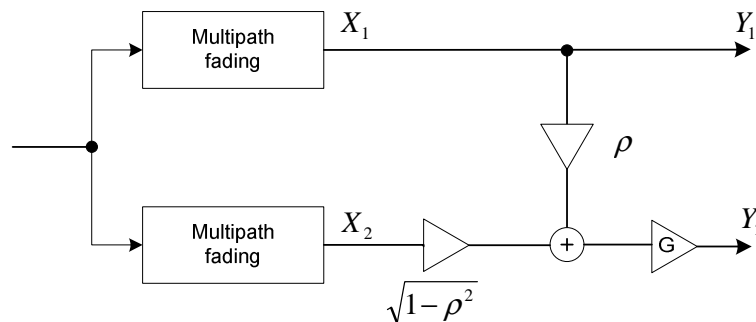 Multipath
fading
X₁
Y₁
ρ
Multipath
fading
X₂
√(1−ρ²)
+
G